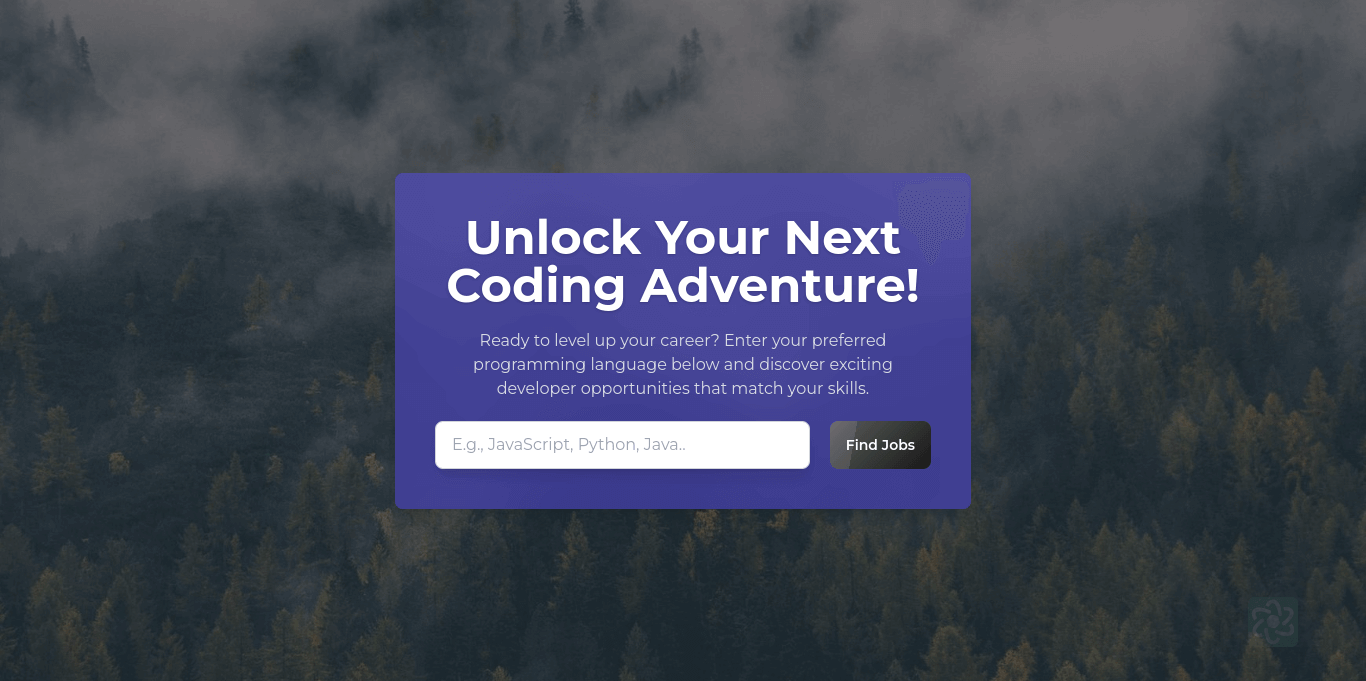 Unlock Your Next
Coding Adventure!
Ready to level up your career? Enter your preferred
programming language below and discover exciting
developer opportunities that match your skills.
E.g., JavaScript, Python, Java..
Find Jobs